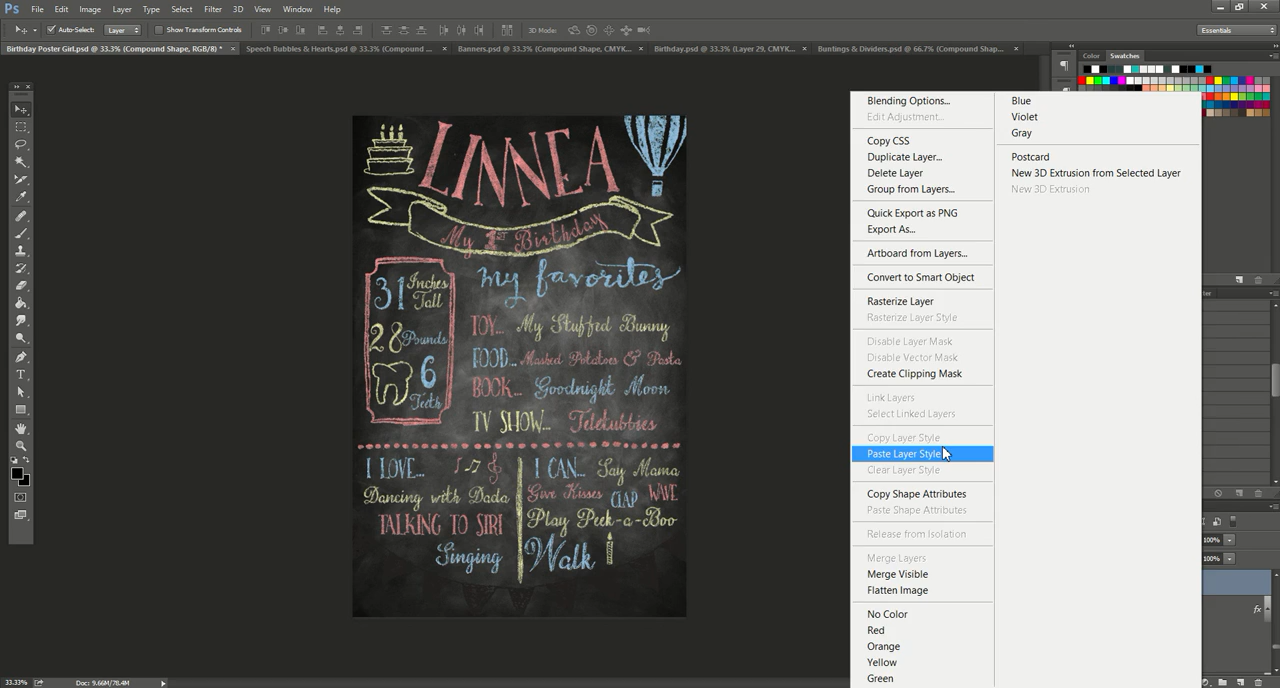 Ps File Edit Image Layer Type Select Filter 3D View Window Help
Auto-Select: Layer Show Transform Controls 3D Mode: Essentials
Birthday Poster Girl.psd @ 33.3% (Compound Shape, RGB/8) * Speech Bubbles & Hearts.psd @ 33.3% (Compound ... Banners.psd @ 33.3% (Compound Shape, CMYK... Birthday.psd @ 33.3% (Layer 29, CMYK... Buntings & Dividers.psd @ 66.7% (Compound Shap...
Color Swatches
LINNEA
My 1st Birthday
31 Inches Tall
28 Pounds
6 Teeth
my favorites
TOY... My Stuffed Bunny
FOOD... Mashed Potatoes & Pasta
BOOK... Goodnight Moon
TV SHOW... Teletubbies
I LOVE...
Dancing with Dada
TALKING TO SIRI
Singing
I CAN... Say Mama
Give Kisses CLAP WAVE
Play Peek-a-Boo
Walk
Blending Options...
Edit Adjustment...
Copy CSS
Duplicate Layer...
Delete Layer
Group from Layers...
Quick Export as PNG
Export As...
Artboard from Layers...
Convert to Smart Object
Rasterize Layer
Rasterize Layer Style
Disable Layer Mask
Disable Vector Mask
Create Clipping Mask
Link Layers
Select Linked Layers
Copy Layer Style
Paste Layer Style
Clear Layer Style
Copy Shape Attributes
Paste Shape Attributes
Release from Isolation
Merge Layers
Merge Visible
Flatten Image
No Color
Red
Orange
Yellow
Green
Blue
Violet
Gray
Postcard
New 3D Extrusion from Selected Layer
New 3D Extrusion
100%
100%
fx
33.33% Doc: 9.66M/78.4M